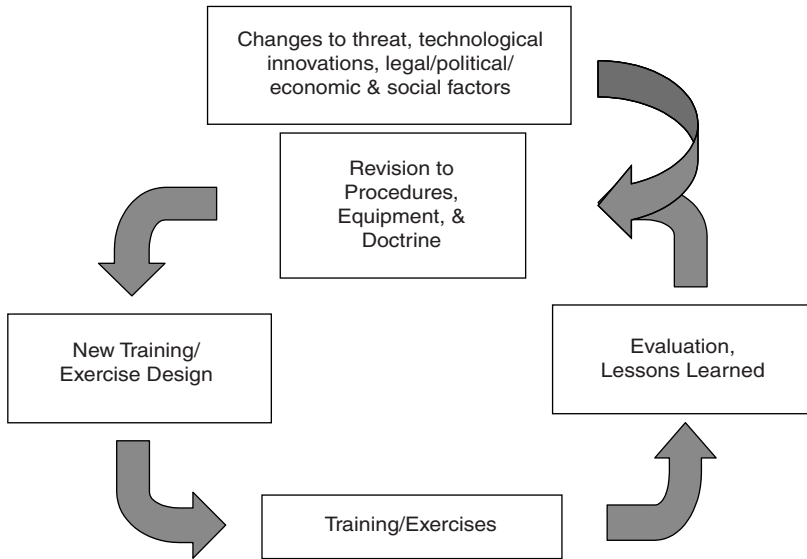 Changes to threat, technological
innovations, legal/political/
economic & social factors
Revision to
Procedures,
Equipment, &
Doctrine
New Training/
Exercise Design
Evaluation,
Lessons Learned
Training/Exercises